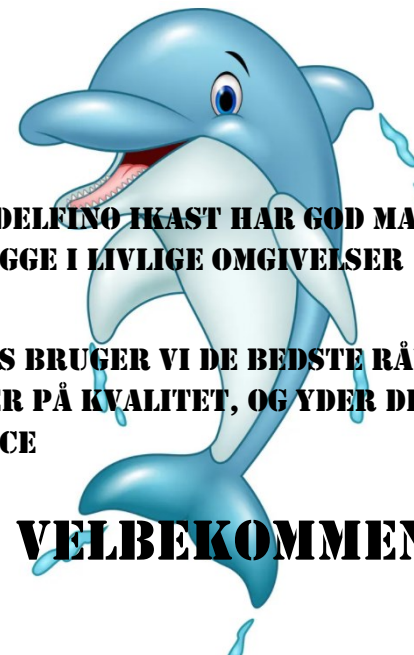 DELFINO IKAST HAR GOD MA
GGE I LIVLIGE OMGIVELSER
S BRUGER VI DE BEDSTE RÅ
ER PÅ KVALITET, OG YDER DE
CE
VELBEKOMMEN